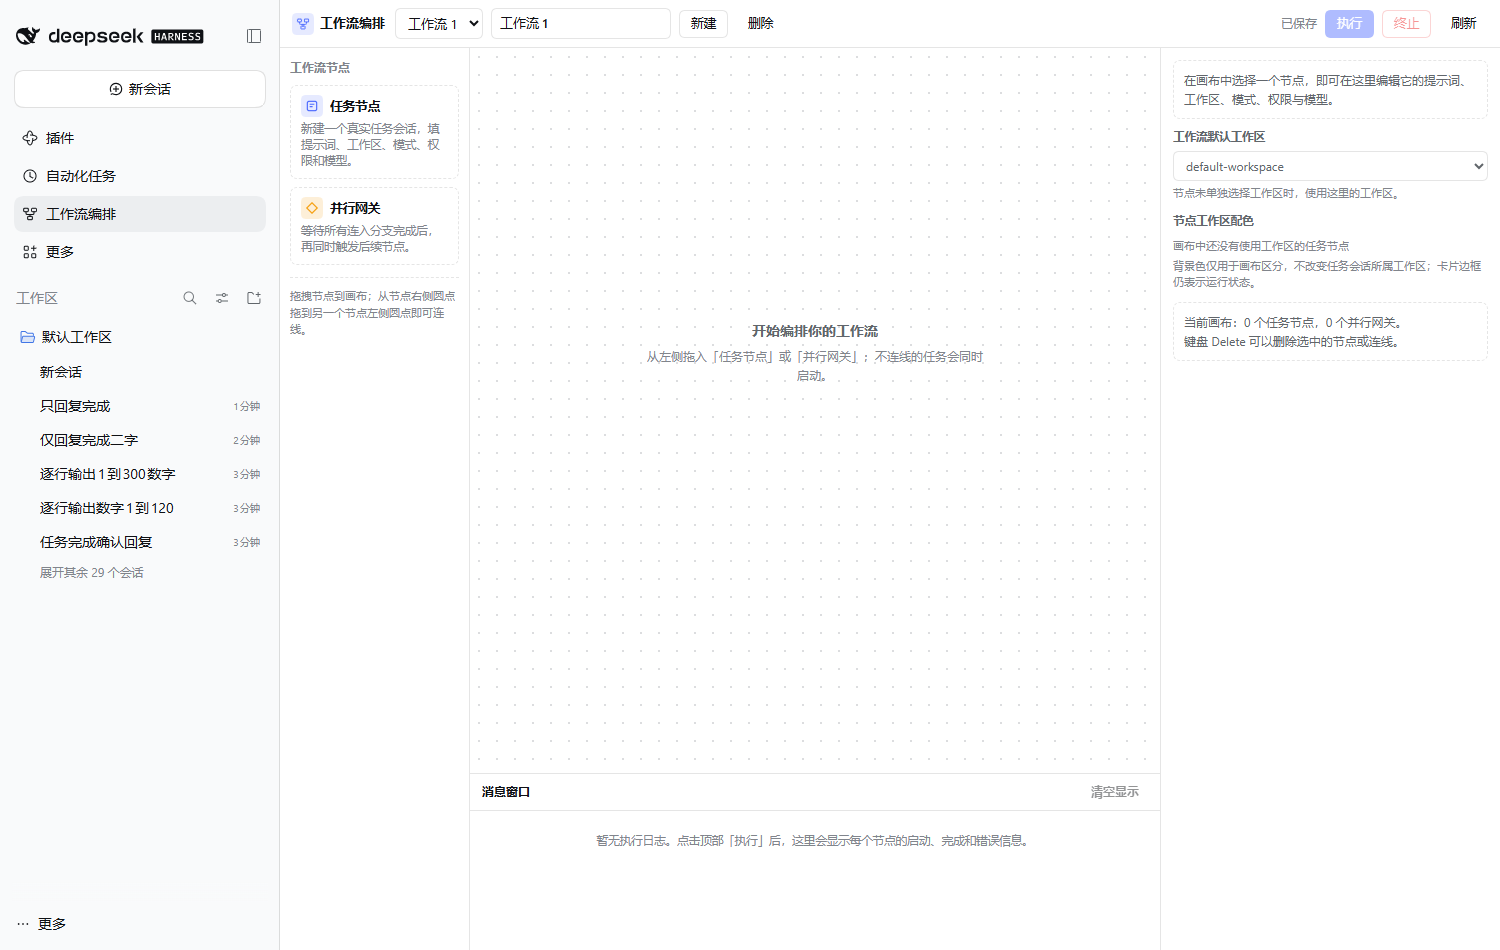 deepseek HARNESS
新会话
插件
自动化任务
工作流编排
更多
工作区
默认工作区
新会话
只回复完成 1分钟
仅回复完成二字 2分钟
逐行输出1到300数字 3分钟
逐行输出数字1到120 3分钟
任务完成确认回复 3分钟
展开其余 29 个会话
··· 更多
工作流编排 工作流 1 工作流 1 新建 删除 已保存 执行 终止 刷新
工作流节点
任务节点
新建一个真实任务会话，填
提示词、工作区、模式、权
限和模型。
并行网关
等待所有连入分支完成后，
再同时触发后续节点。
拖拽节点到画布；从节点右侧圆点
拖到另一个节点左侧圆点即可连
线。
开始编排你的工作流
从左侧拖入「任务节点」或「并行网关」；不连线的任务会同时
启动。
消息窗口 清空显示
暂无执行日志。点击顶部「执行」后，这里会显示每个节点的启动、完成和错误信息。
在画布中选择一个节点，即可在这里编辑它的提示词、
工作区、模式、权限与模型。
工作流默认工作区
default-workspace
节点未单独选择工作区时，使用这里的工作区。
节点工作区配色
画布中还没有使用工作区的任务节点
背景色仅用于画布区分，不改变任务会话所属工作区；卡片边框
仍表示运行状态。
当前画布：0 个任务节点，0 个并行网关。
键盘 Delete 可以删除选中的节点或连线。